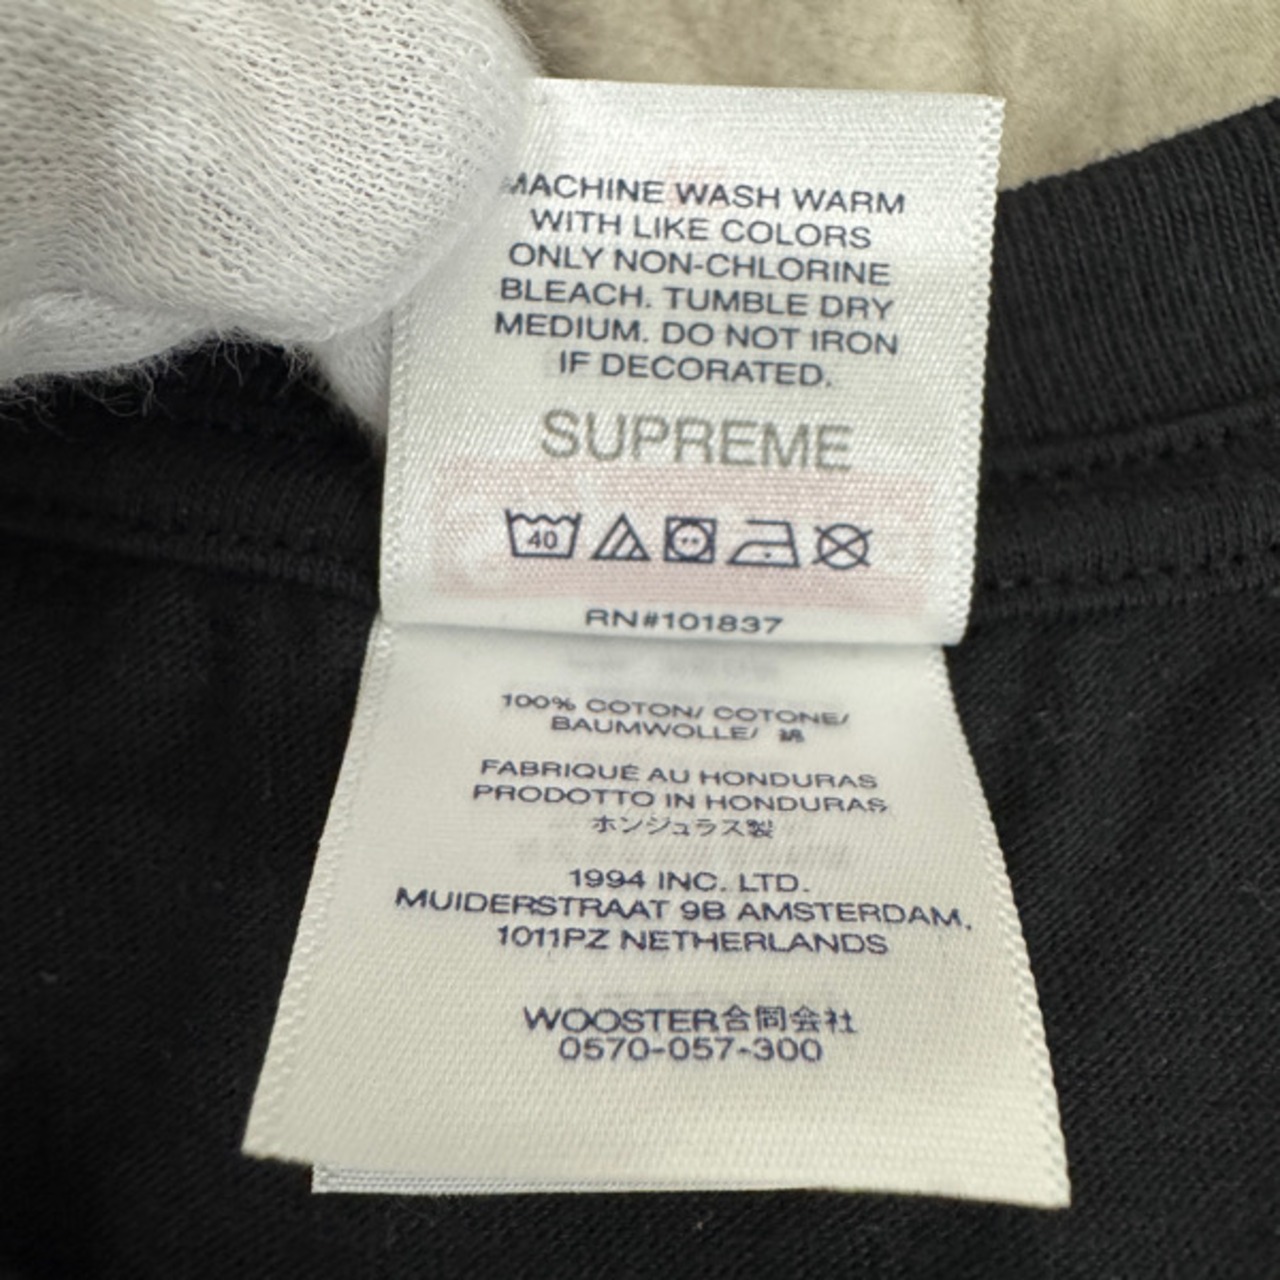 MACHINE WASH WARM
WITH LIKE COLORS
ONLY NON-CHLORINE
BLEACH. TUMBLE DRY
MEDIUM. DO NOT IRON
IF DECORATED.
SUPREME
40
RN#101837
100% COTON/ COTONE/
BAUMWOLLE/ 綿
FABRIQUÉ AU HONDURAS
PRODOTTO IN HONDURAS
ホンジュラス製
1994 INC. LTD.
MUIDERSTRAAT 9B AMSTERDAM,
1011PZ NETHERLANDS
WOOSTER合同会社
0570-057-300